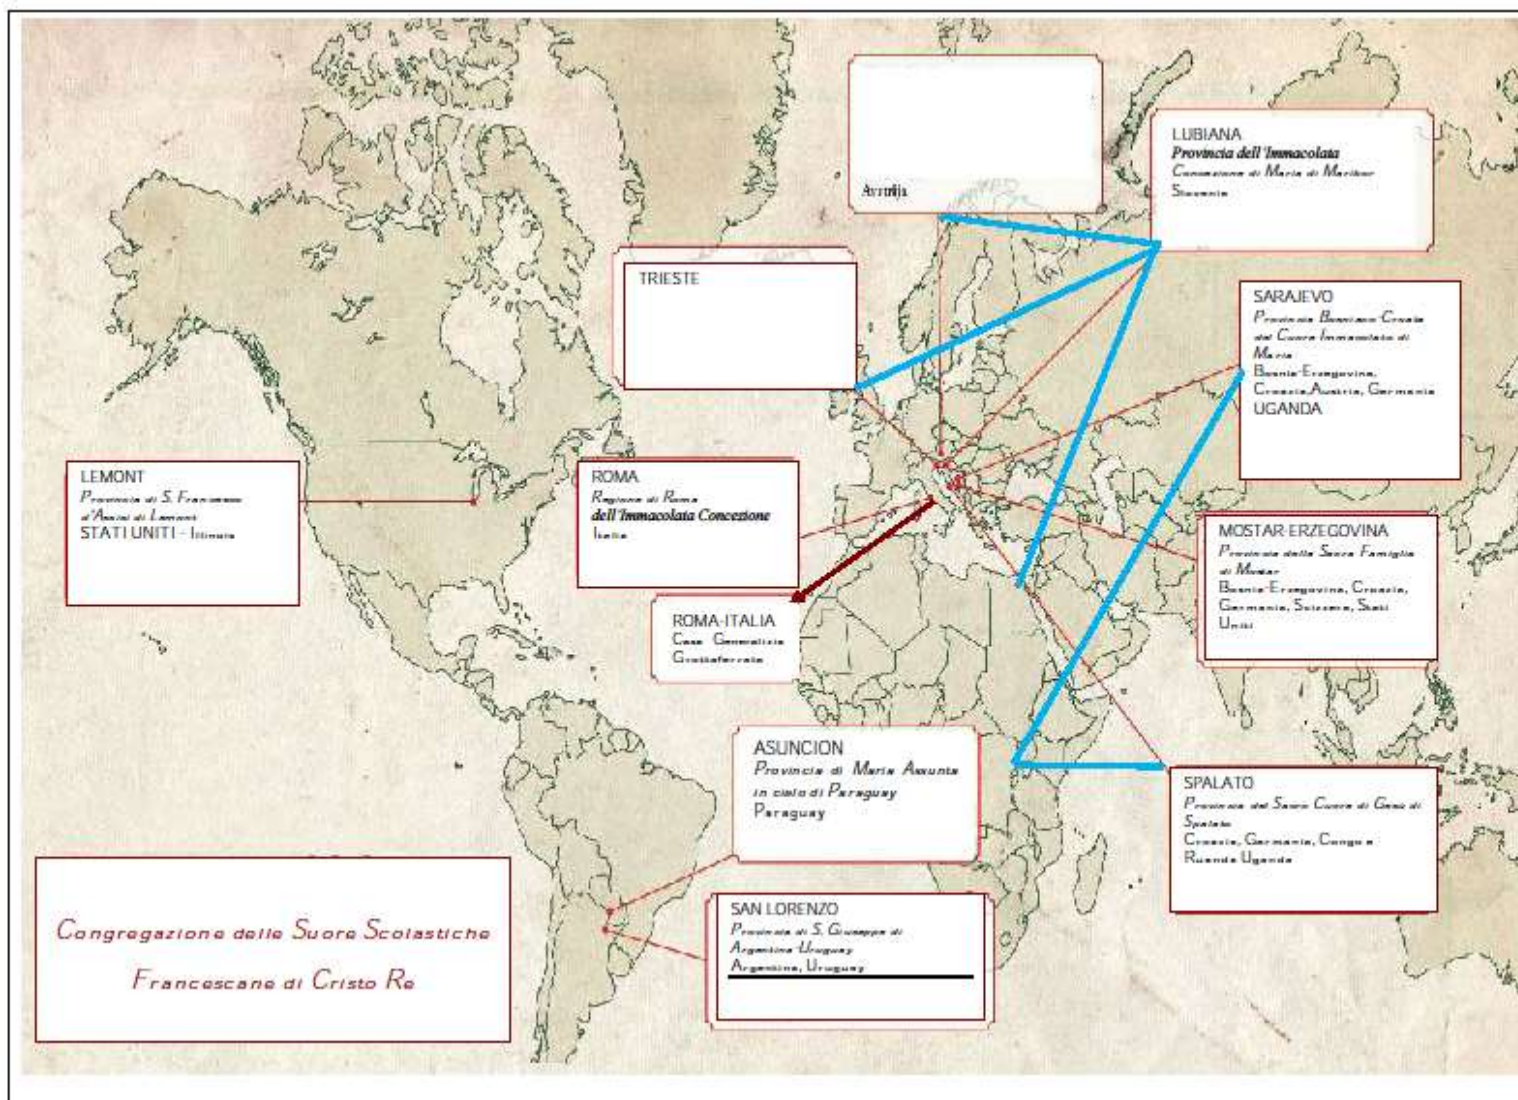 Avstrija
LUBIANA
Provincia dell'Immacolata
Concezione di Maria di Maribor
Slovenia
TRIESTE
SARAJEVO
Provincia Bosniaco-Croata
del Cuore Immacolato di
Maria
Bosnia-Erzegovina,
Croazia,Austria, Germania
UGANDA
LEMONT
Provincia di S. Francesco
d'Assisi di Lemont
STATI UNITI - Illinois
ROMA
Regione di Roma
dell'Immacolata Concezione
Italia
MOSTAR-ERZEGOVINA
Provincia della Sacra Famiglia
di Mostar
Bosnia-Erzegovina, Croazia,
Germania, Svizzera, Stati
Uniti
ROMA-ITALIA
Casa Generalizia
Grottaferrata
ASUNCION
Provincia di Maria Assunta
in cielo di Paraguay
Paraguay
SPALATO
Provincia del Sacro Cuore di Gesù di
Spalato
Croazia, Germania, Congo e
Ruanda Uganda
SAN LORENZO
Provincia di S. Giuseppe di
Argentina-Uruguay
Argentina, Uruguay
Congregazione delle Suore Scolastiche
Francescane di Cristo Re